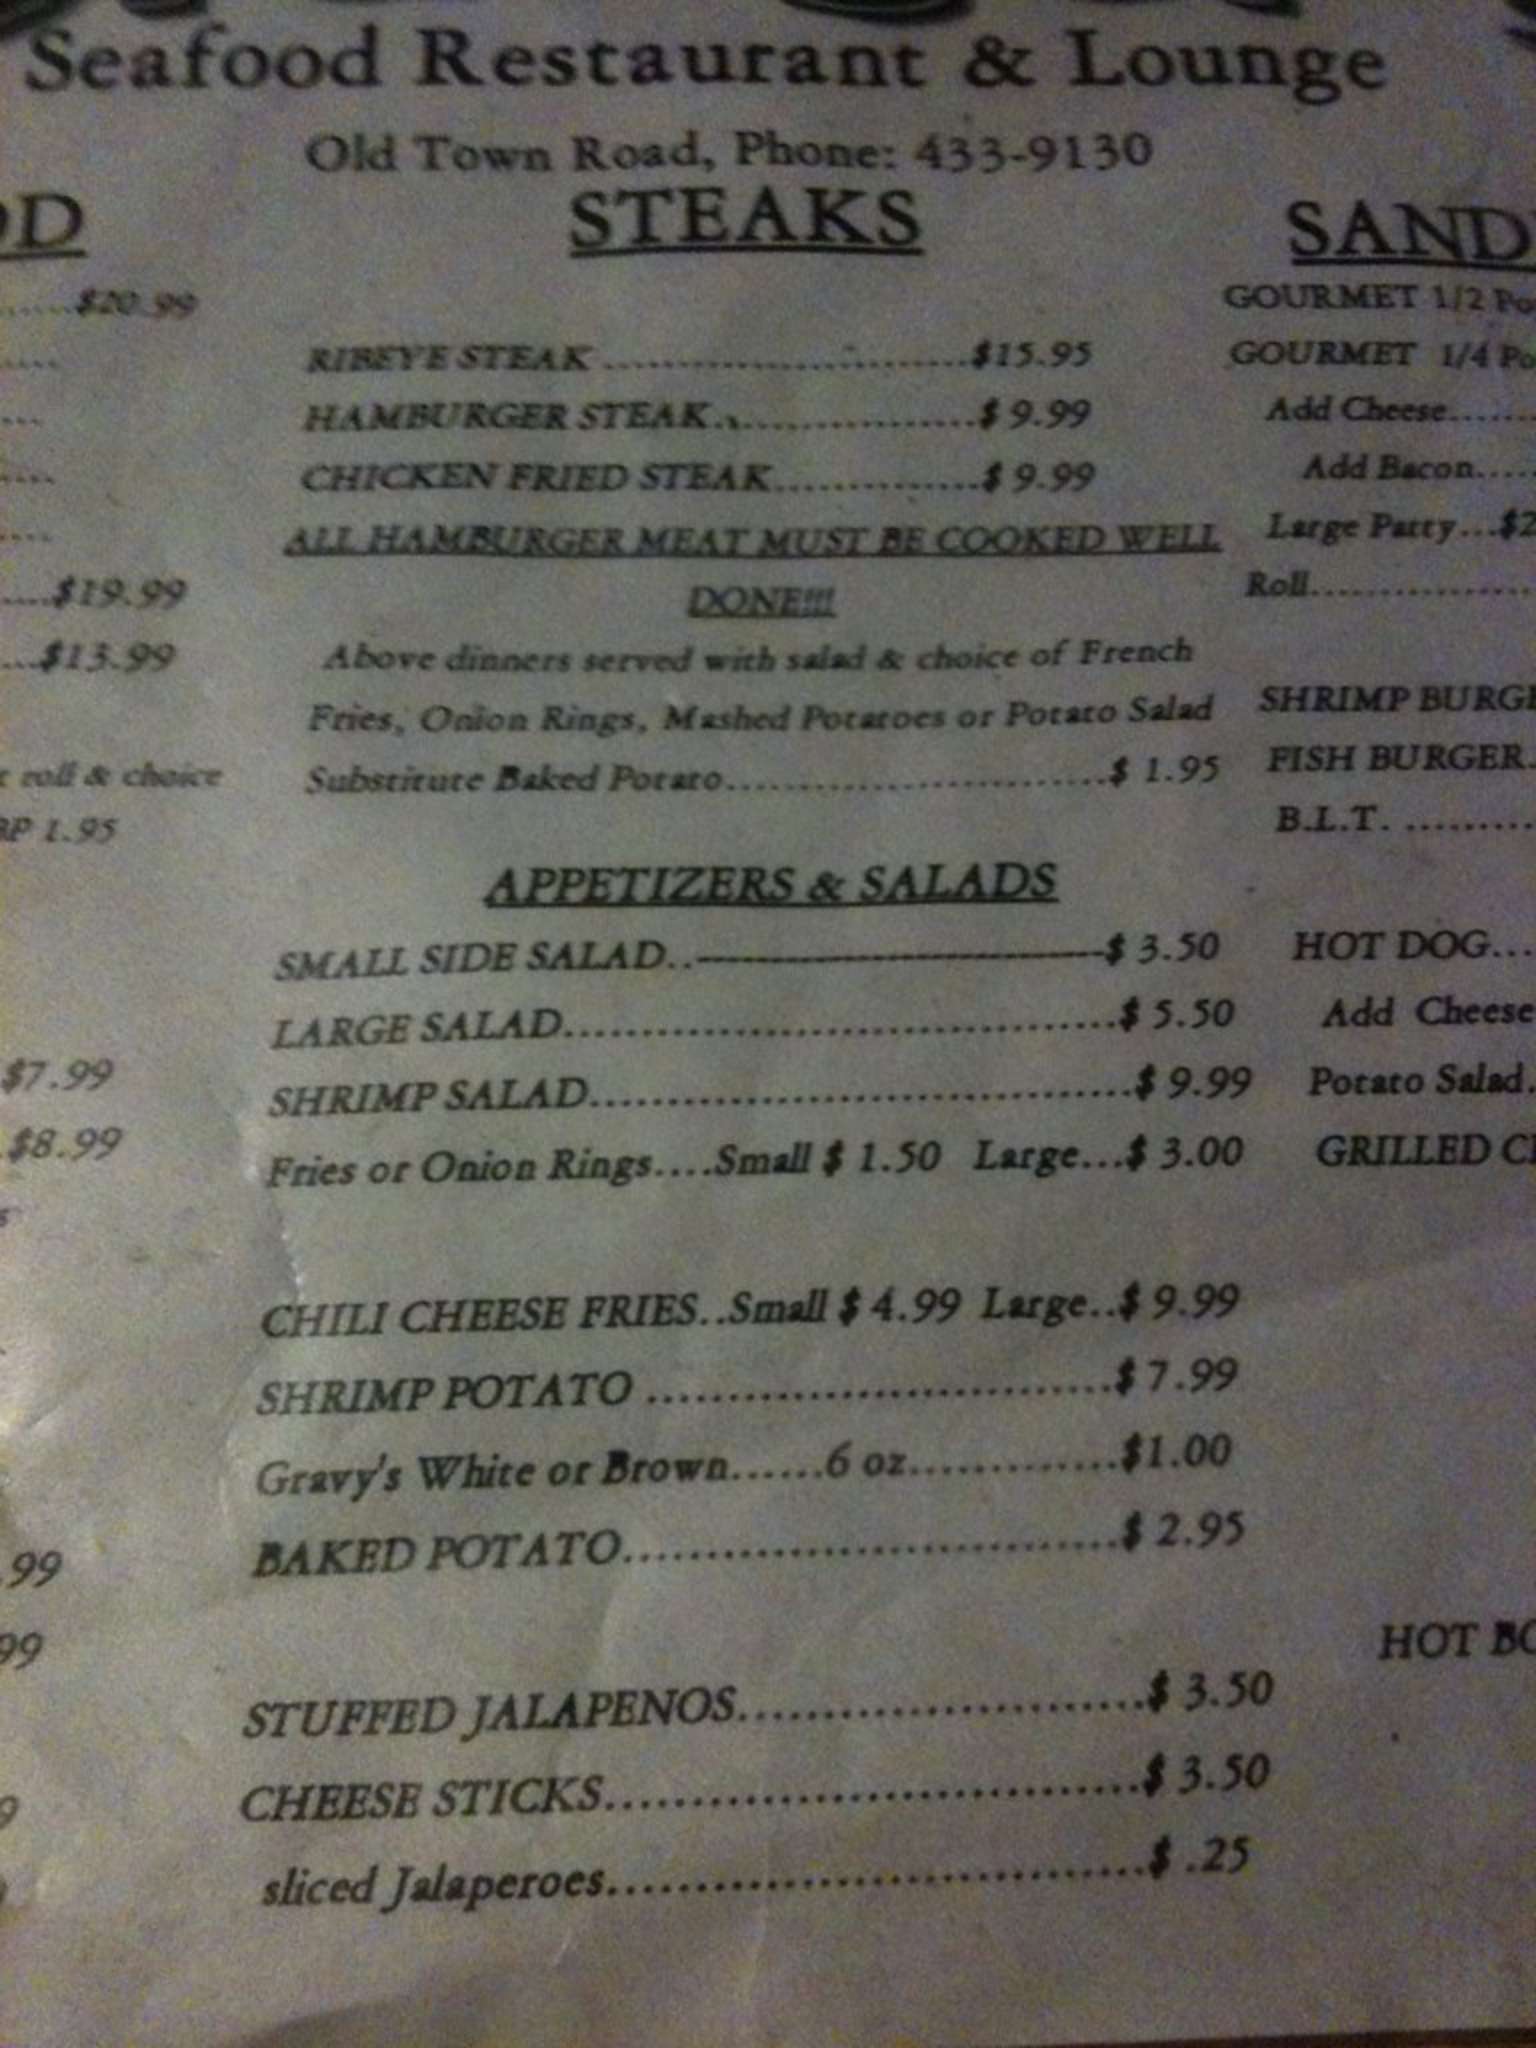 Seafood Restaurant & Lounge
Old Town Road, Phone: 433-9130
STEAKS
RIBEYE STEAK ..........................$15.95
HAMBURGER STEAK...................$ 9.99
CHICKEN FRIED STEAK...............$ 9.99
ALL HAMBURGER MEAT MUST BE COOKED WELL
DONE!!!
Above dinners served with salad & choice of French
Fries, Onion Rings, Mashed Potatoes or Potato Salad
Substitute Baked Potato...........................$ 1.95
APPETIZERS & SALADS
SMALL SIDE SALAD..------------------------------$ 3.50
LARGE SALAD....................................$ 5.50
SHRIMP SALAD...................................$ 9.99
Fries or Onion Rings....Small $ 1.50 Large...$ 3.00
CHILI CHEESE FRIES..Small $ 4.99 Large..$ 9.99
SHRIMP POTATO ..............................$ 7.99
Gravy's White or Brown......6 oz.............$1.00
BAKED POTATO................................$ 2.95
STUFFED JALAPENOS.........................$ 3.50
CHEESE STICKS................................$ 3.50
sliced Jalaperoes.................................$ .25
OD
......$20.99
.....$19.99
....$13.99
roll & choice
1.95
$7.99
.$8.99
.99
99
SAND
GOURMET 1/2 Po
GOURMET 1/4 Po
Add Cheese.......
Add Bacon.....
Large Patty...$2
Roll..................
SHRIMP BURGE
FISH BURGER.
B.L.T. ..........
HOT DOG...
Add Cheese
Potato Salad.
GRILLED C
HOT BO